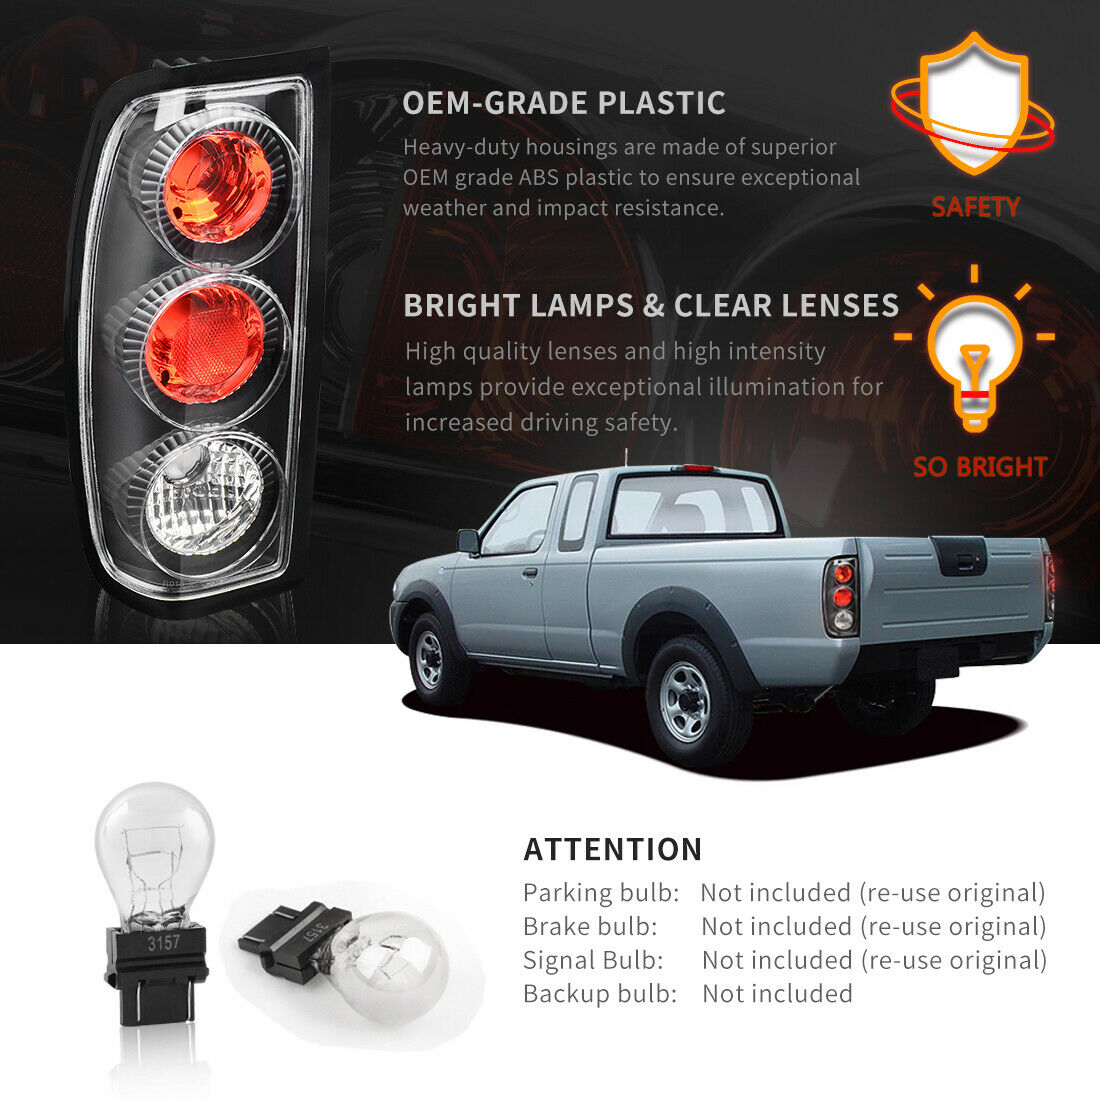 OEM-GRADE PLASTIC
Heavy-duty housings are made of superior
OEM grade ABS plastic to ensure exceptional
weather and impact resistance.
SAFETY
BRIGHT LAMPS & CLEAR LENSES
High quality lenses and high intensity
lamps provide exceptional illumination for
increased driving safety.
SO BRIGHT
ATTENTION
Parking bulb: Not included (re-use original)
Brake bulb: Not included (re-use original)
Signal Bulb: Not included (re-use original)
Backup bulb: Not included
3157
3157